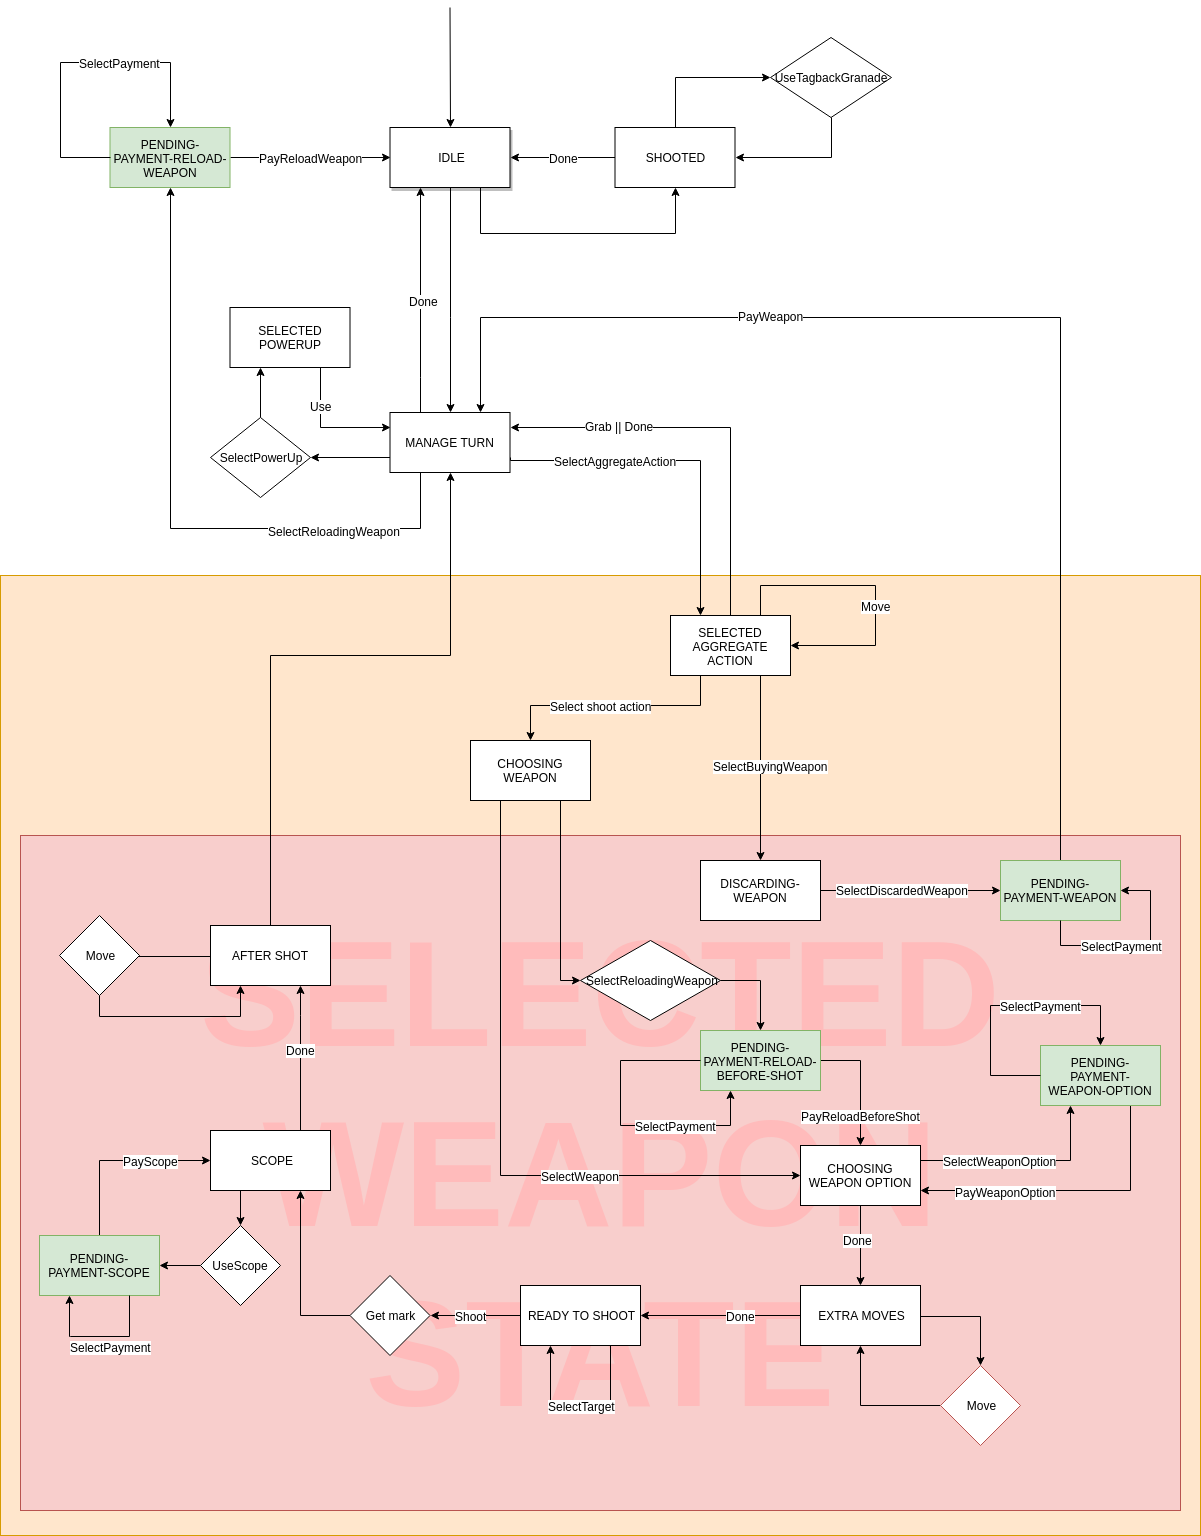 SelectPayment
UseTagbackGranade
PENDING-
PAYMENT-RELOAD-
WEAPON
PayReloadWeapon
IDLE
Done
SHOOTED
Done
SELECTED
POWERUP
PayWeapon
Use
MANAGE TURN
Grab || Done
SelectPowerUp
SelectAggregateAction
SelectReloadingWeapon
Move
SELECTED
AGGREGATE
ACTION
Select shoot action
CHOOSING
WEAPON
SelectBuyingWeapon
DISCARDING-
WEAPON
SelectDiscardedWeapon
PENDING-
PAYMENT-WEAPON
SelectPayment
Move
AFTER SHOT
SELECTED
SelectReloadingWeapon
SelectPayment
Done
PENDING-
PAYMENT-RELOAD-
BEFORE-SHOT
PENDING-
PAYMENT-
WEAPON-OPTION
SelectPayment
PayReloadBeforeShot
PayScope
SCOPE
WEAPON
SelectWeapon
CHOOSING
WEAPON OPTION
SelectWeaponOption
PayWeaponOption
Done
PENDING-
PAYMENT-SCOPE
UseScope
SelectPayment
Get mark
Shoot
READY TO SHOOT
Done
EXTRA MOVES
STATE
SelectTarget
Move